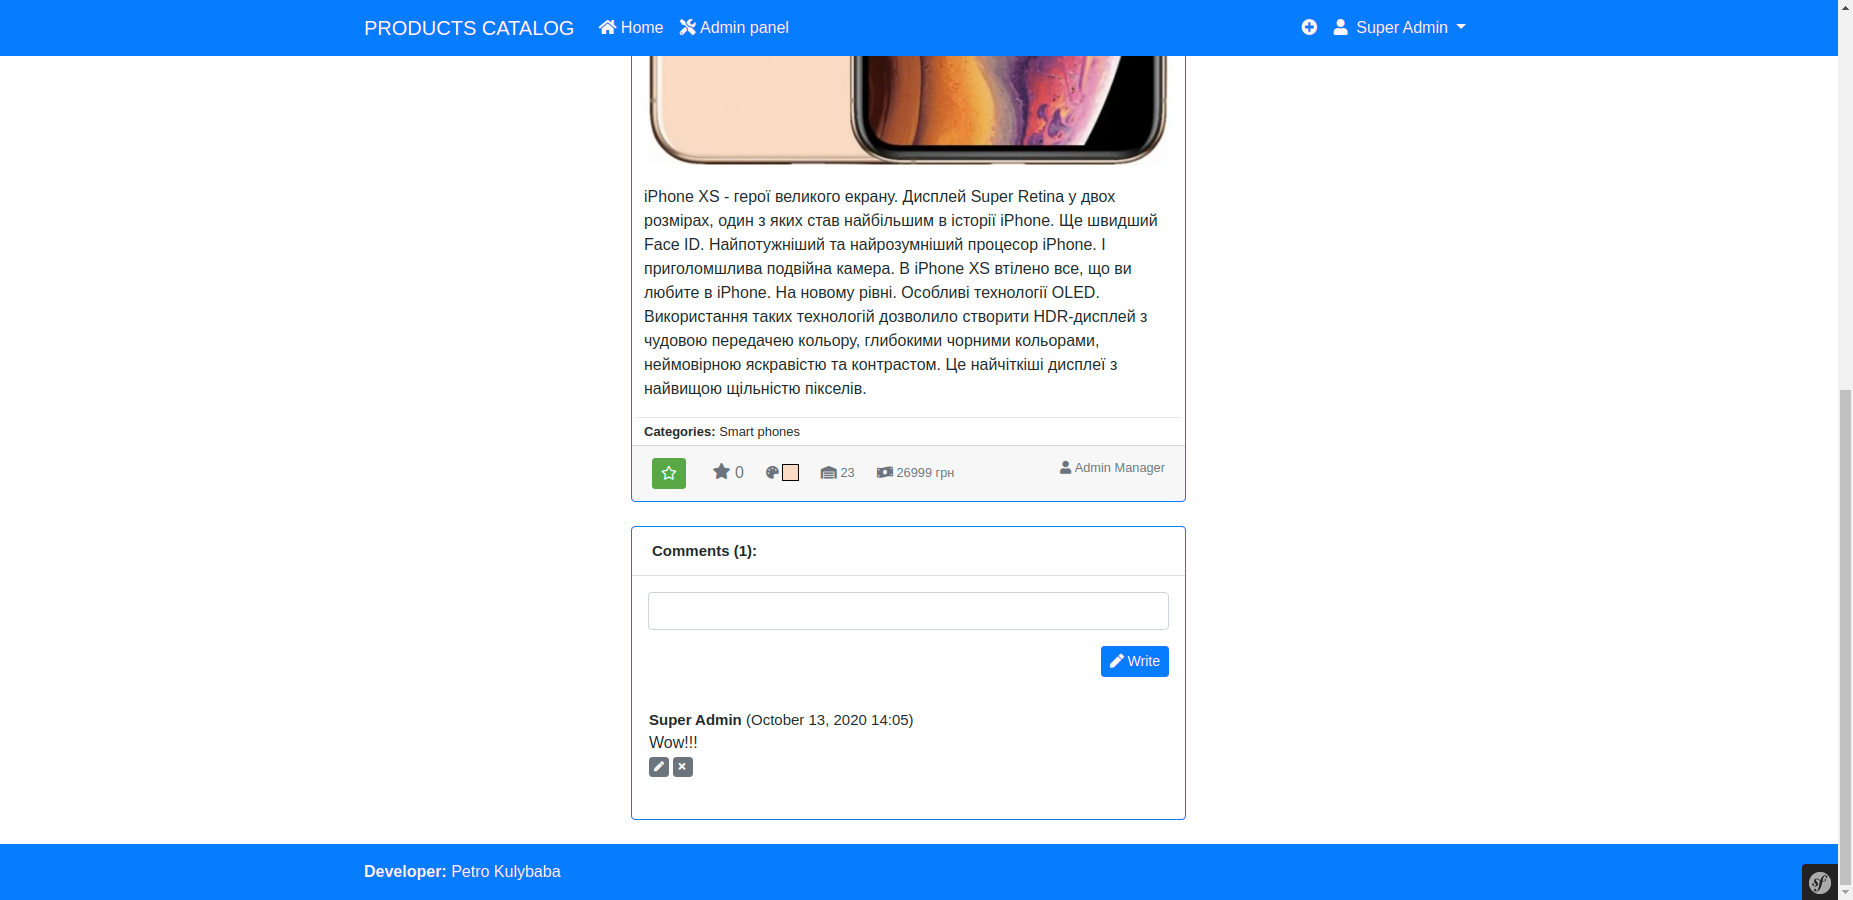 PRODUCTS CATALOG Home Admin panel Super Admin
iPhone XS - герої великого екрану. Дисплей Super Retina у двох
розмірах, один з яких став найбільшим в історії iPhone. Ще швидший
Face ID. Найпотужніший та найрозумніший процесор iPhone. І
приголомшлива подвійна камера. В iPhone XS втілено все, що ви
любите в iPhone. На новому рівні. Особливі технології OLED.
Використання таких технологій дозволило створити HDR-дисплей з
чудовою передачею кольору, глибокими чорними кольорами,
неймовірною яскравістю та контрастом. Це найчіткіші дисплеї з
найвищою щільністю пікселів.
Categories: Smart phones
0 23 26999 грн Admin Manager
Comments (1):
Write
Super Admin (October 13, 2020 14:05)
Wow!!!
Developer: Petro Kulybaba
sf